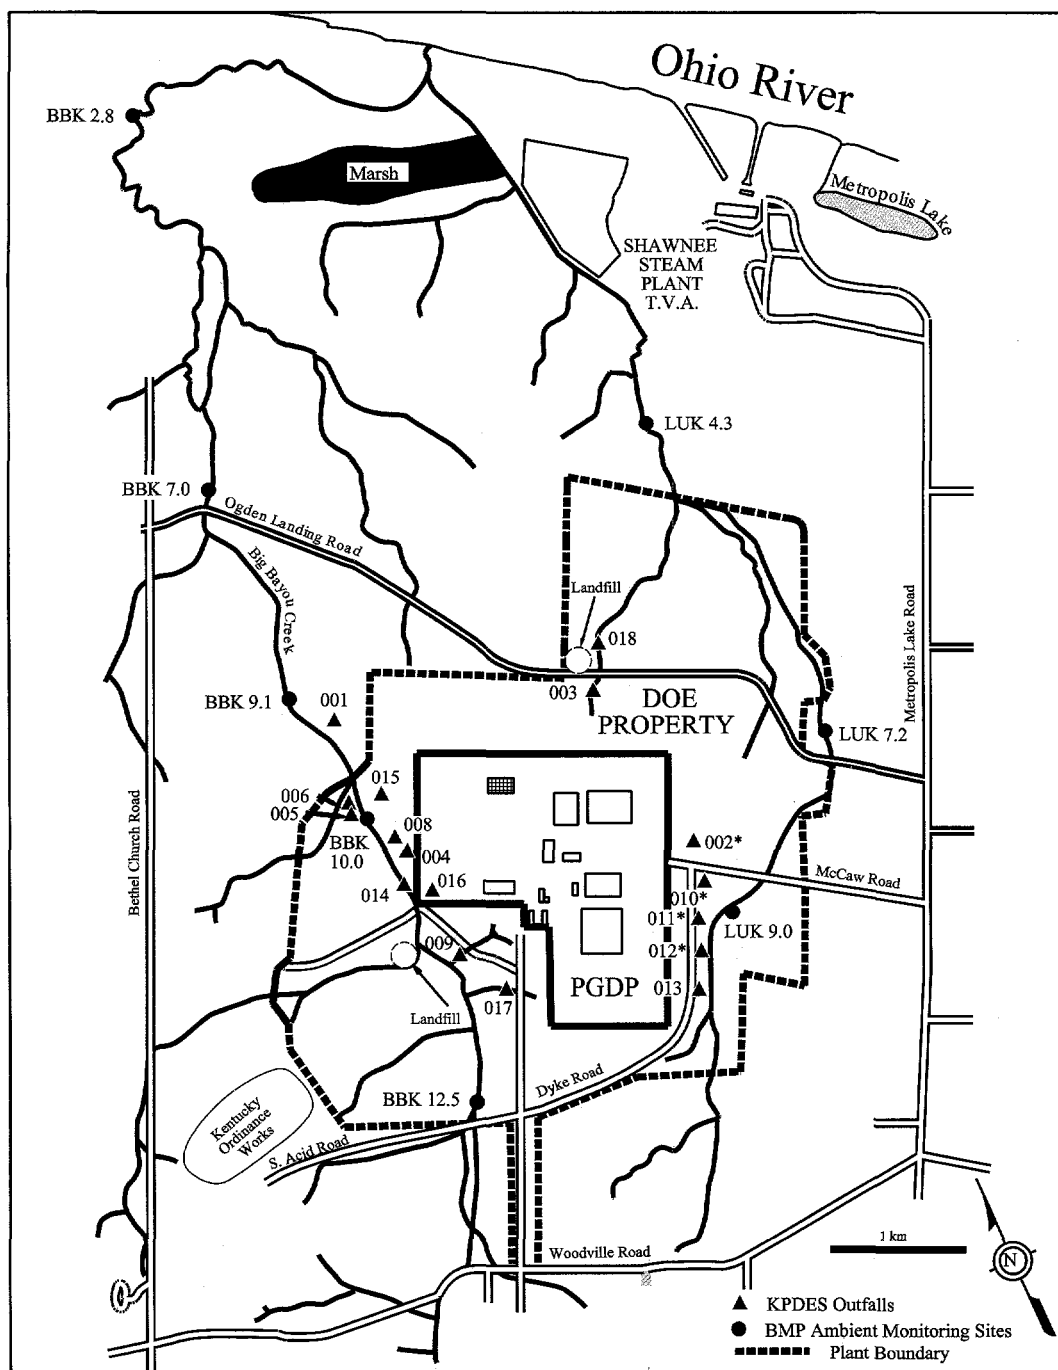 Ohio River
BBK 2.8
Marsh
Metropolis Lake
SHAWNEE
STEAM
PLANT
T.V.A.
LUK 4.3
BBK 7.0
Ogden Landing Road
Big Bayou Creek
Landfill
Metropolis Lake Road
018
003
DOE
PROPERTY
BBK 9.1
001
LUK 7.2
015
006
005
BBK
10.0
008
004
002*
Bethel Church Road
014
016
McCaw Road
010*
011*
LUK 9.0
009
012*
PGDP
013
017
Landfill
Dyke Road
BBK 12.5
Kentucky
Ordinance
Works
S. Acid Road
Woodville Road
1 km
N
KPDES Outfalls
BMP Ambient Monitoring Sites
Plant Boundary